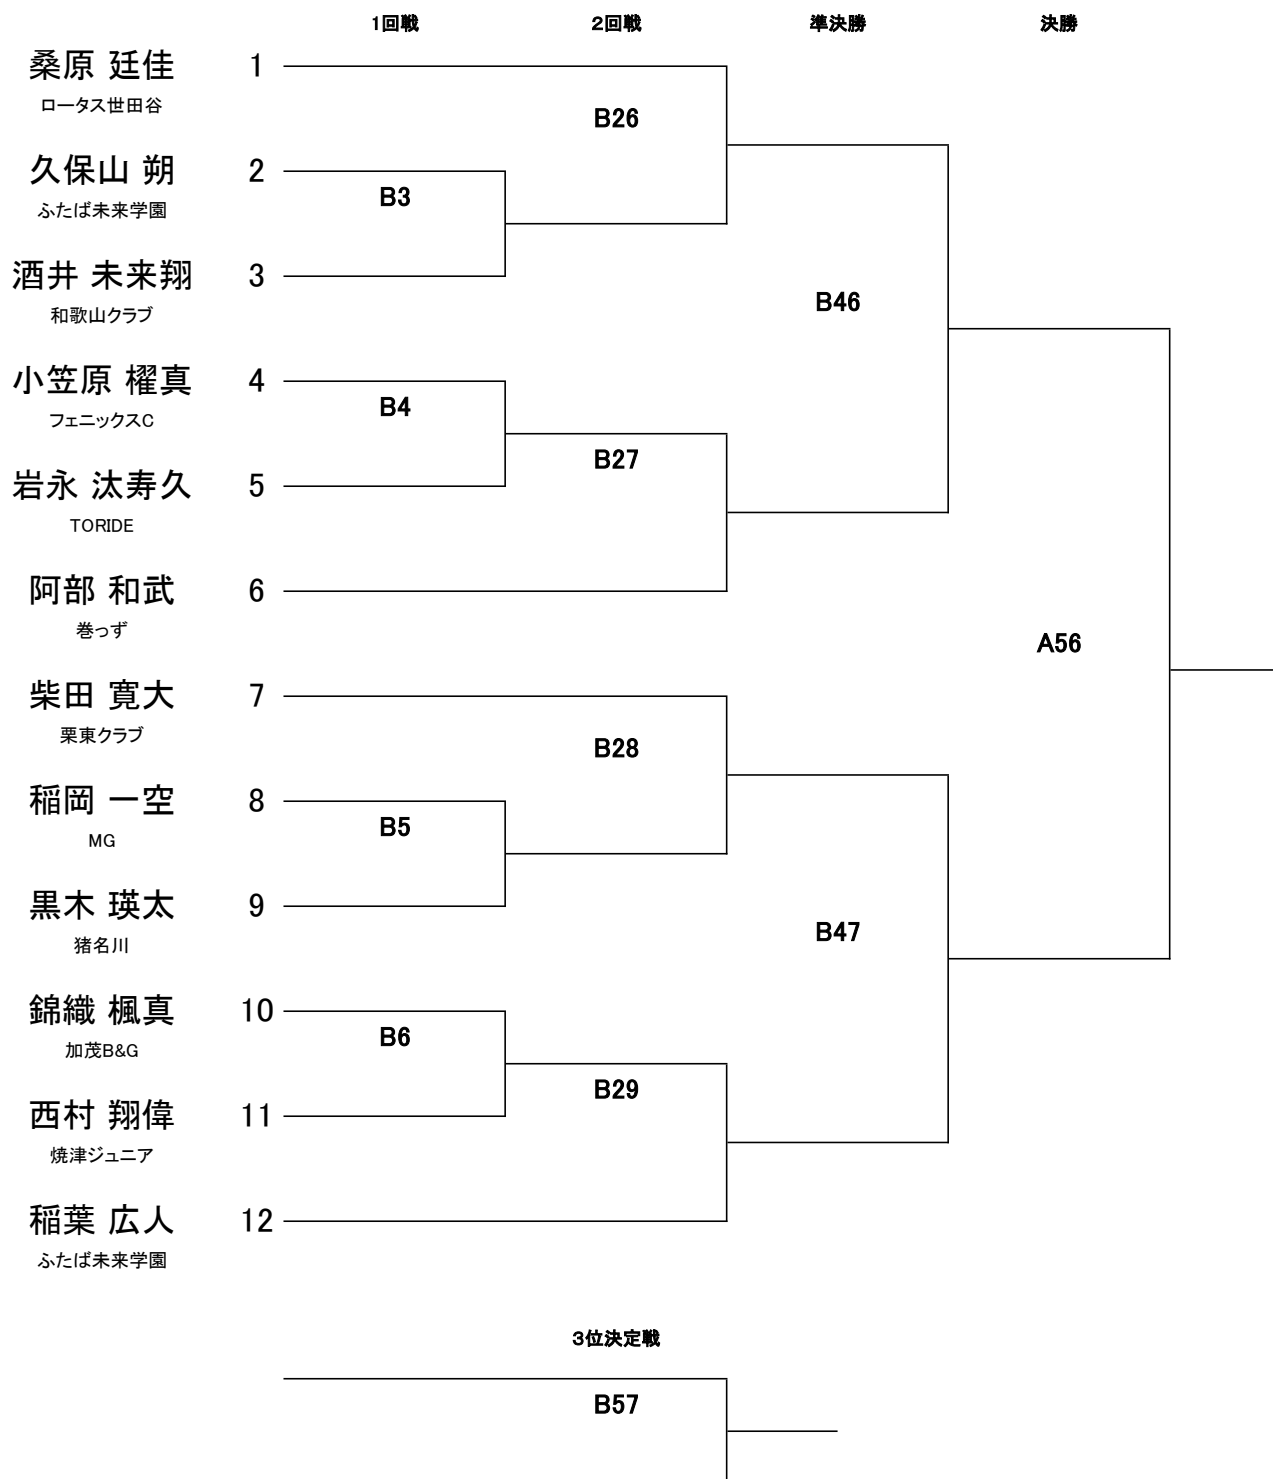 1回戦 2回戦 準決勝 決勝
桑原 廷佳 1
ロータス世田谷
B26
久保山 朔 2
B3
ふたば未来学園
酒井 未来翔 3
和歌山クラブ
B46
小笠原 櫂真 4
B4
フェニックスC
B27
岩永 汰寿久 5
TORIDE
阿部 和武 6
巻っず
A56
柴田 寛大 7
栗東クラブ
B28
稲岡 一空 8
B5
MG
黒木 瑛太 9
猪名川
B47
錦織 楓真 10
B6
加茂B&G
B29
西村 翔偉 11
焼津ジュニア
稲葉 広人 12
ふたば未来学園
3位決定戦
B57